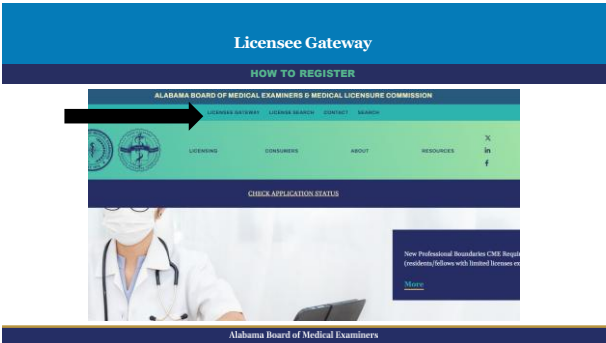 Licensee Gateway
HOW TO REGISTER
ALABAMA BOARD OF MEDICAL EXAMINERS & MEDICAL LICENSURE COMMISSION
LICENSEE GATEWAY LICENSE SEARCH CONTACT SEARCH
LICENSING CONSUMERS ABOUT RESOURCES
CHECK APPLICATION STATUS
New Professional Boundaries CME Requir
(residents/fellows with limited licenses ex
More
Alabama Board of Medical Examiners